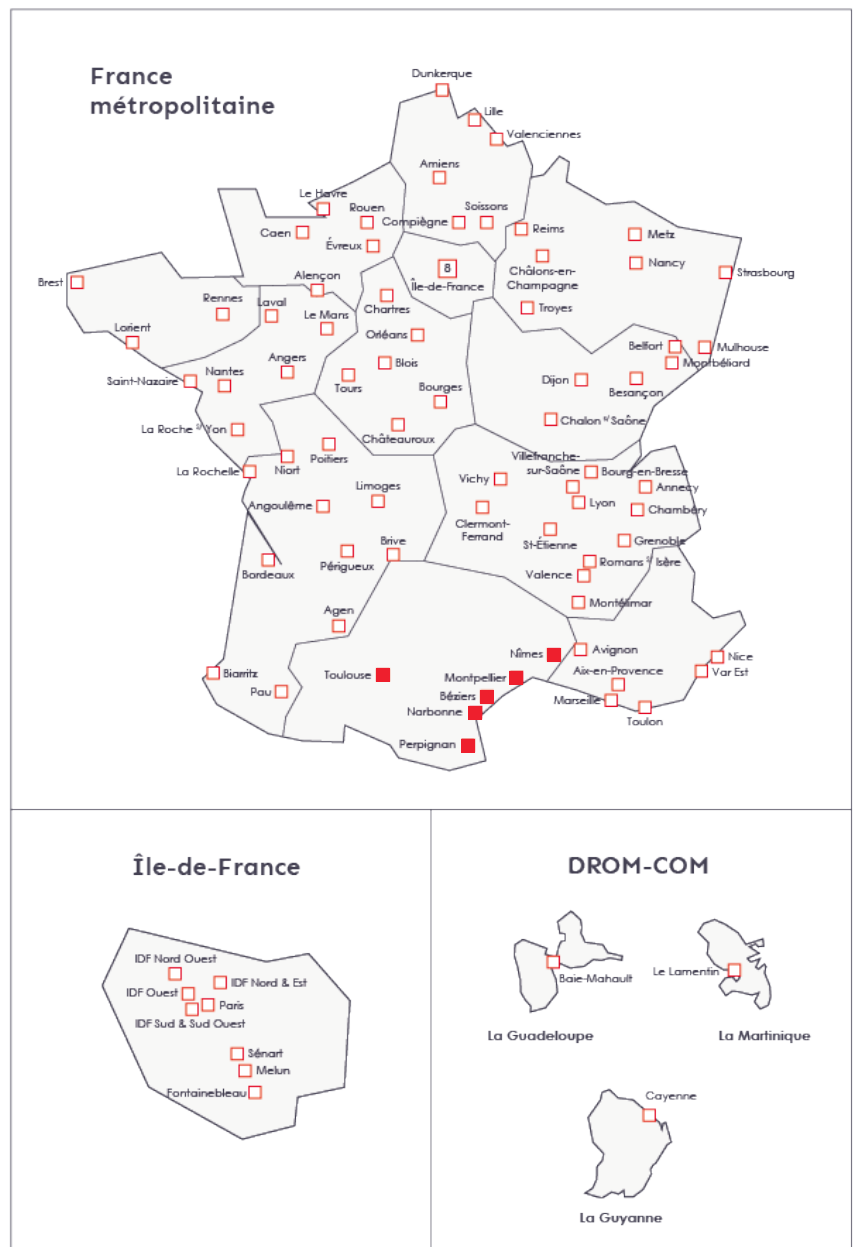 France
métropolitaine
Dunkerque
Lille
Valenciennes
Amiens
Le Havre
Rouen
Compiègne
Soissons
Reims
Metz
Caen
Évreux
8
Île-de-France
Châlons-en-
Champagne
Nancy
Strasbourg
Brest
Alençon
Chartres
Troyes
Rennes
Laval
Le Mans
Orléans
Lorient
Belfort
Mulhouse
Montbéliard
Nantes
Angers
Blois
Saint-Nazaire
Tours
Dijon
Besançon
Bourges
La Roche s/ Yon
Châteauroux
Chalon s/ Saône
Poitiers
Niort
La Rochelle
Villefranche-
sur-Saône
Bourg-en-Bresse
Vichy
Annecy
Limoges
Angoulême
Lyon
Chambéry
Clermont-
Ferrand
St-Étienne
Grenoble
Brive
Périgueux
Bordeaux
Romans s/ Isère
Valence
Montélimar
Agen
Nîmes
Avignon
Nice
Biarritz
Toulouse
Montpellier
Aix-en-Provence
Var Est
Pau
Béziers
Marseille
Narbonne
Toulon
Perpignan
Île-de-France
IDF Nord Ouest
IDF Nord & Est
IDF Ouest
Paris
IDF Sud & Sud Ouest
Sénart
Melun
Fontainebleau
DROM-COM
Baie-Mahault
Le Lamentin
La Guadeloupe
La Martinique
Cayenne
La Guyanne